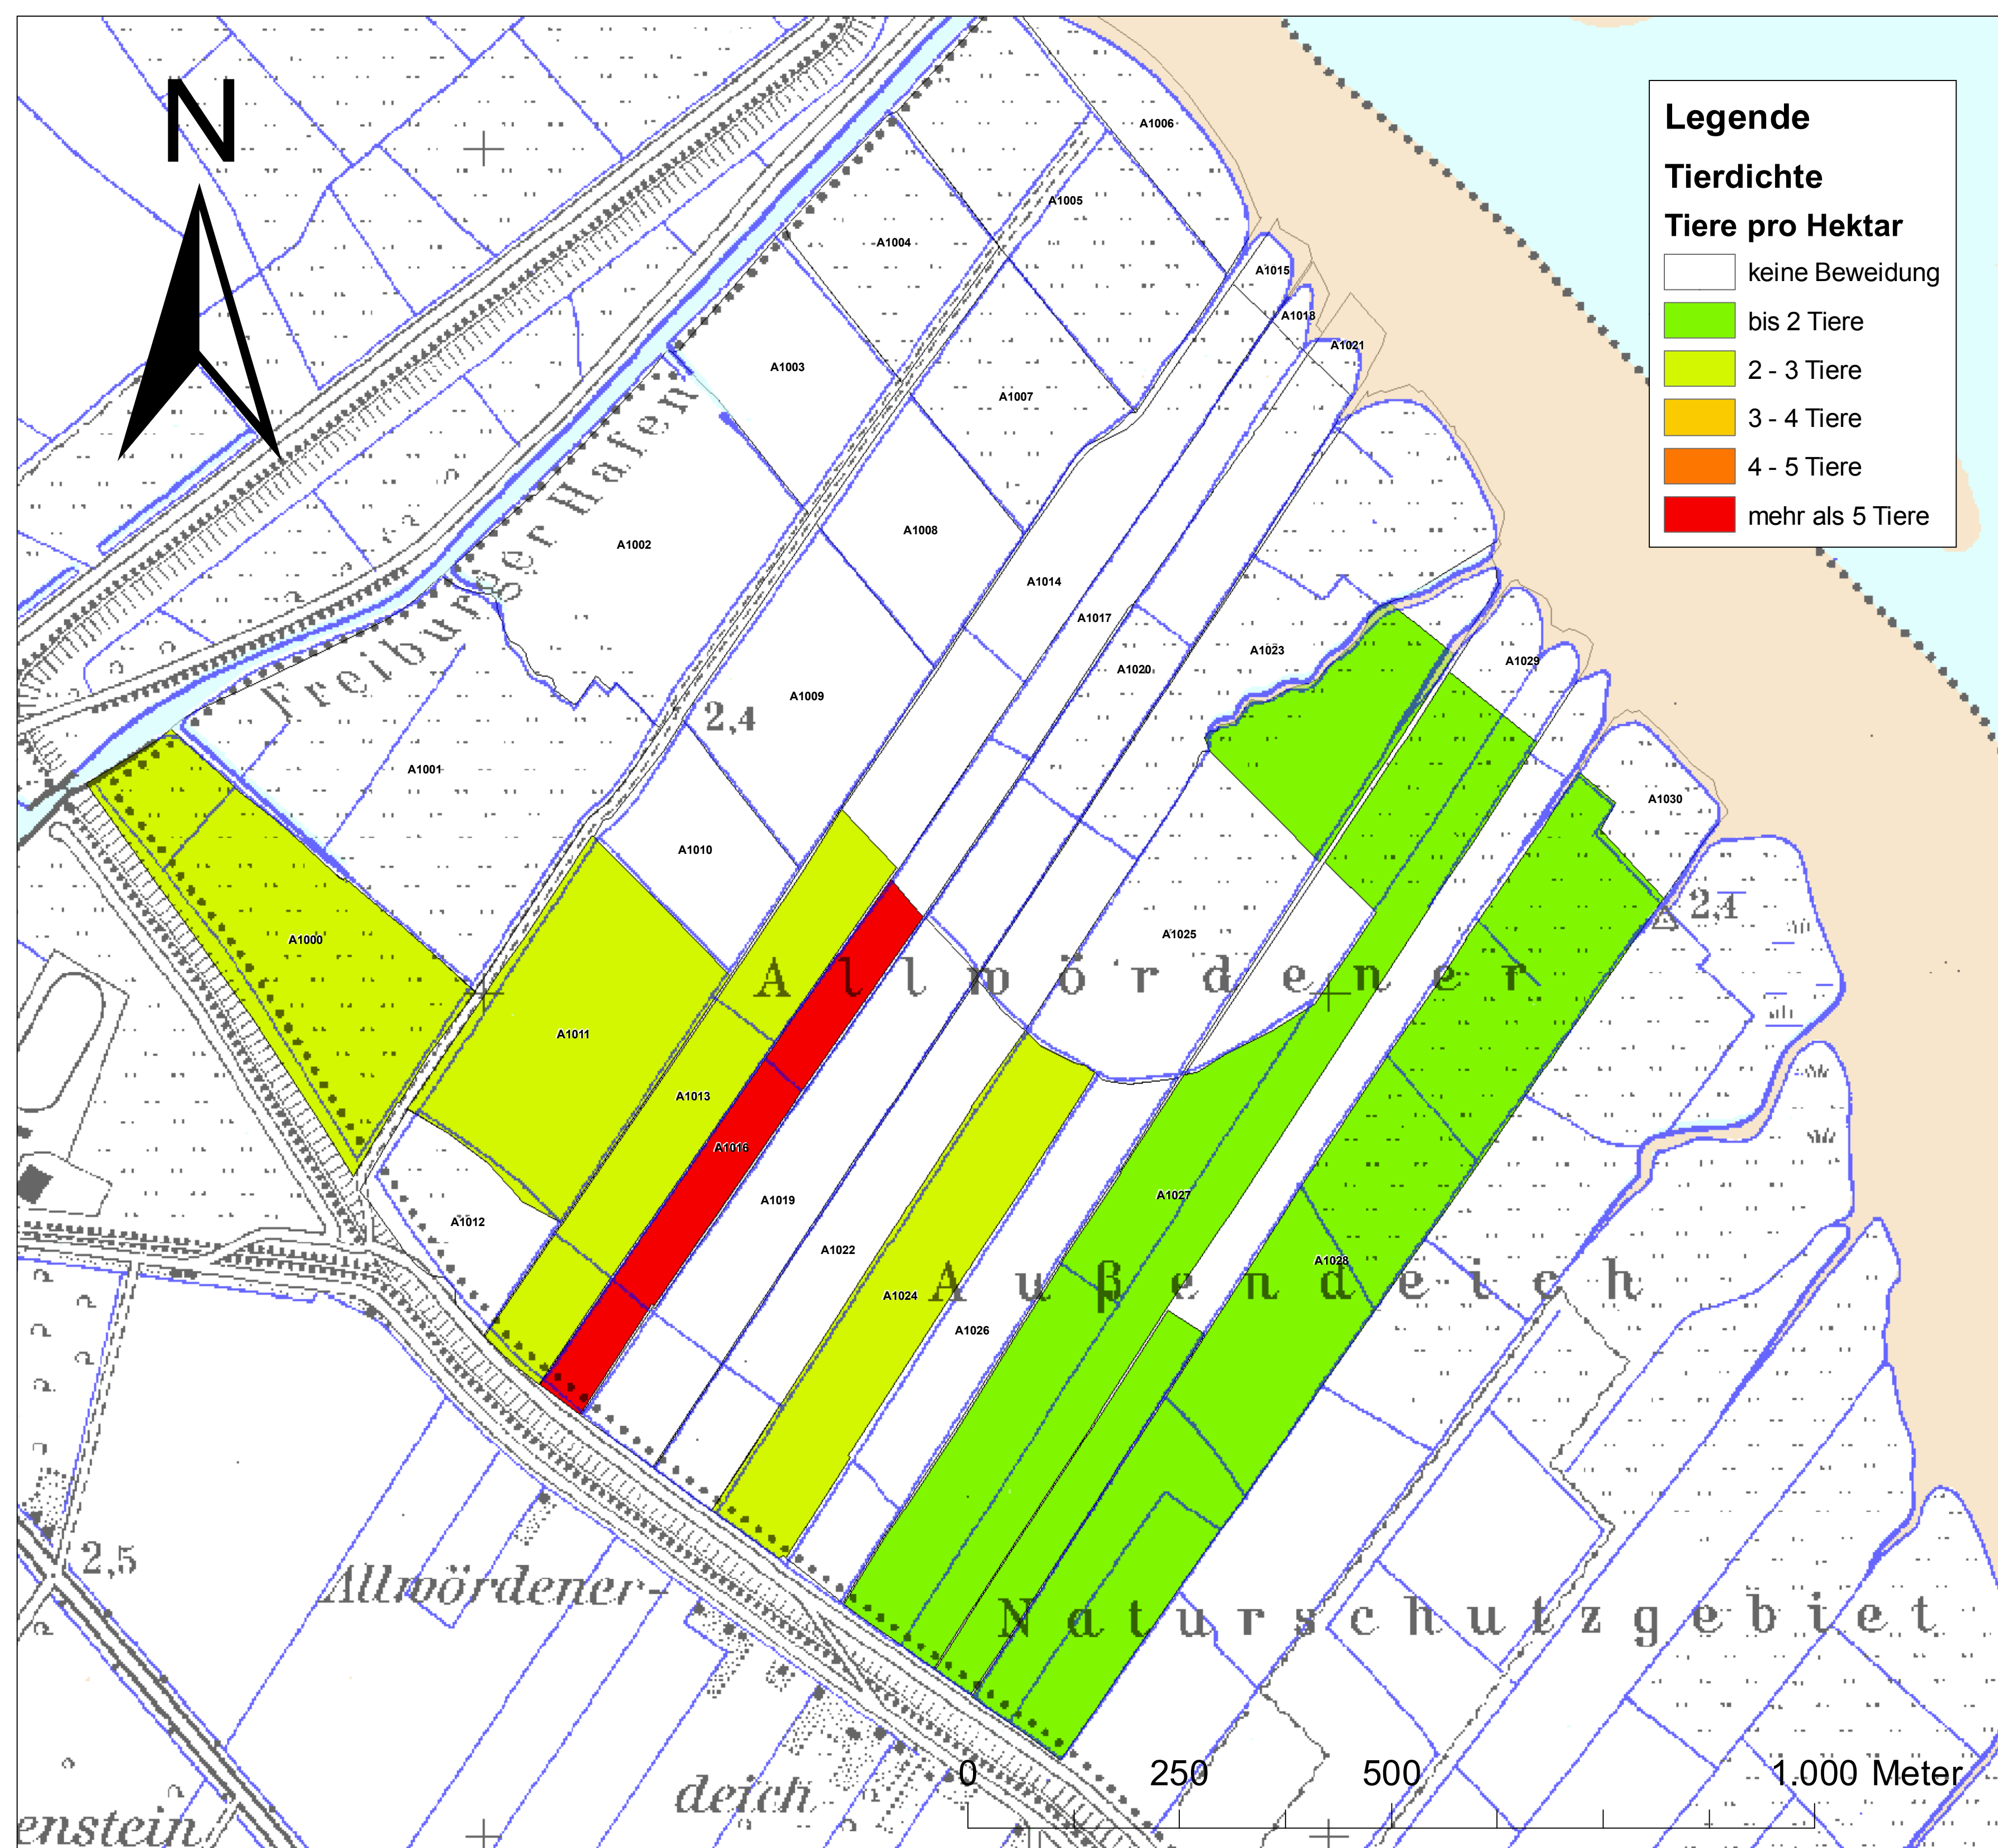 N
Legende
Tierdichte
Tiere pro Hektar
keine Beweidung
bis 2 Tiere
2 - 3 Tiere
3 - 4 Tiere
4 - 5 Tiere
mehr als 5 Tiere
A1006
A1005
A1004
A1015
A1018
A1021
A1003
A1007
Freiburger Hafen
A1002
A1008
A1014
A1017
A1020
A1023
A1029
A1009
2,4
A1001
A1030
A1010
A1000
A1025
2,4
Allwördener
A1011
A1013
A1016
A1019
A1027
A1012
A1022
A1028
A1024
Außendeich
A1026
2,5
Allwördener-
Naturschutzgebiet
deich
0
250
500
1.000 Meter
enstein